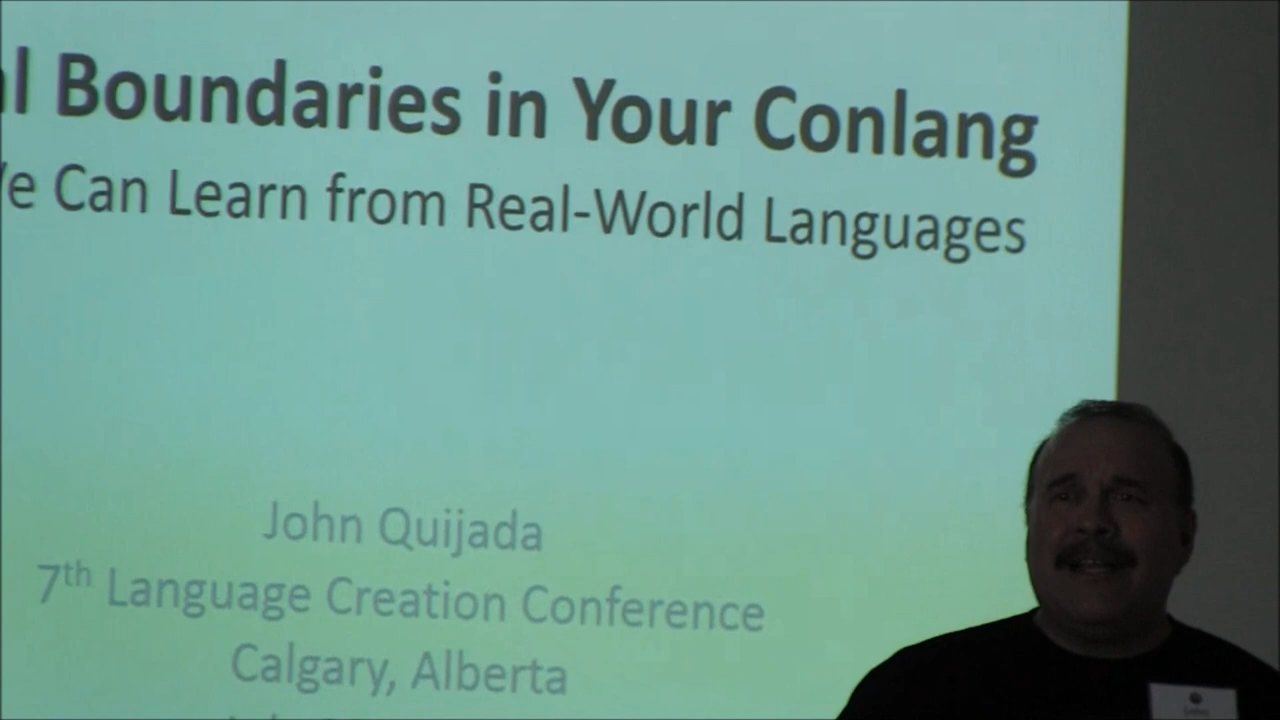 l Boundaries in Your Conlang
e Can Learn from Real-World Languages
John Quijada
7th Language Creation Conference
Calgary, Alberta